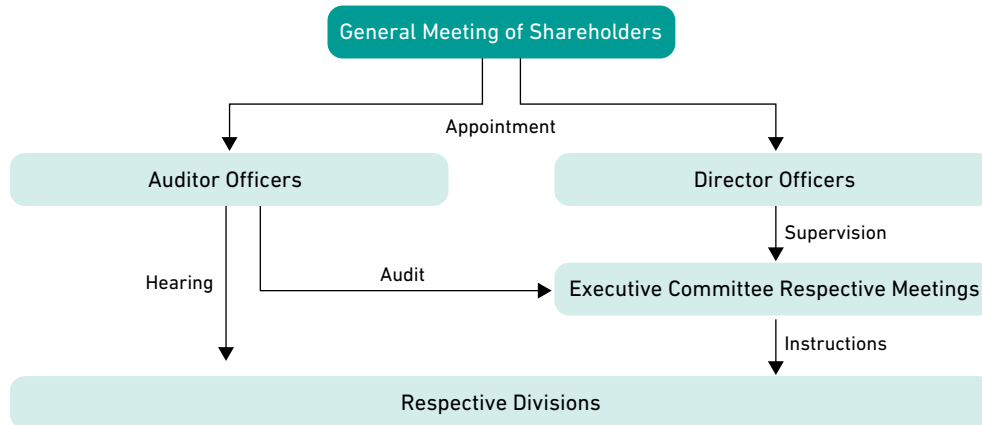 General Meeting of Shareholders
Appointment
Auditor Officers
Director Officers
Supervision
Hearing
Audit
Executive Committee Respective Meetings
Instructions
Respective Divisions